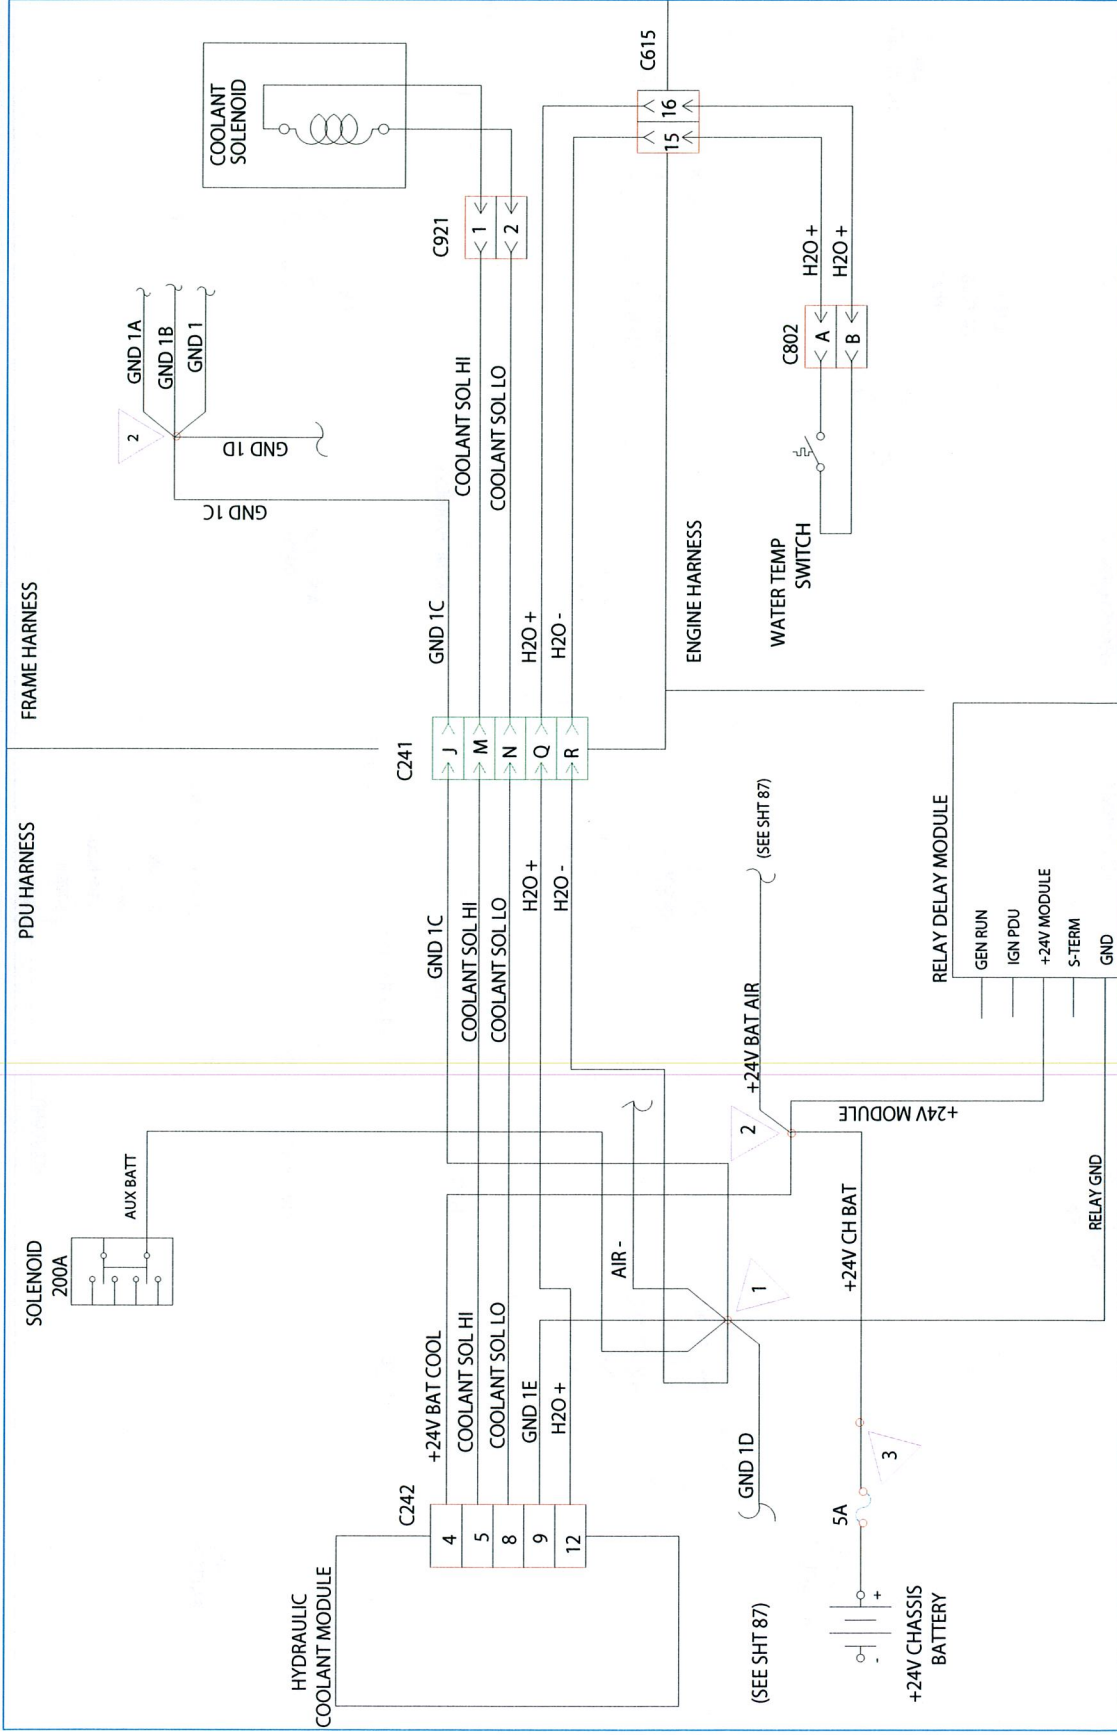 PDU HARNESS
FRAME HARNESS
SOLENOID
200A
AUX BATT
HYDRAULIC
COOLANT MODULE
C242
4
5
8
9
12
+24V BAT COOL
COOLANT SOL HI
COOLANT SOL LO
GND 1E
H2O +
AIR -
GND 1D
(SEE SHT 87)
1
+24V CHASSIS
BATTERY
-
+
5A
3
+24V CH BAT
2
+24V BAT AIR
(SEE SHT 87)
+24V MODULE
RELAY GND
RELAY DELAY MODULE
GEN RUN
IGN PDU
+24V MODULE
S-TERM
GND
GND 1C
COOLANT SOL HI
COOLANT SOL LO
H2O +
H2O -
C241
J
M
N
Q
R
GND 1C
COOLANT SOL HI
COOLANT SOL LO
H2O +
H2O -
GND 1C
GND 1D
2
GND 1A
GND 1B
GND 1
C921
1
2
COOLANT
SOLENOID
C615
15
16
ENGINE HARNESS
WATER TEMP
SWITCH
C802
A
B
H2O +
H2O +